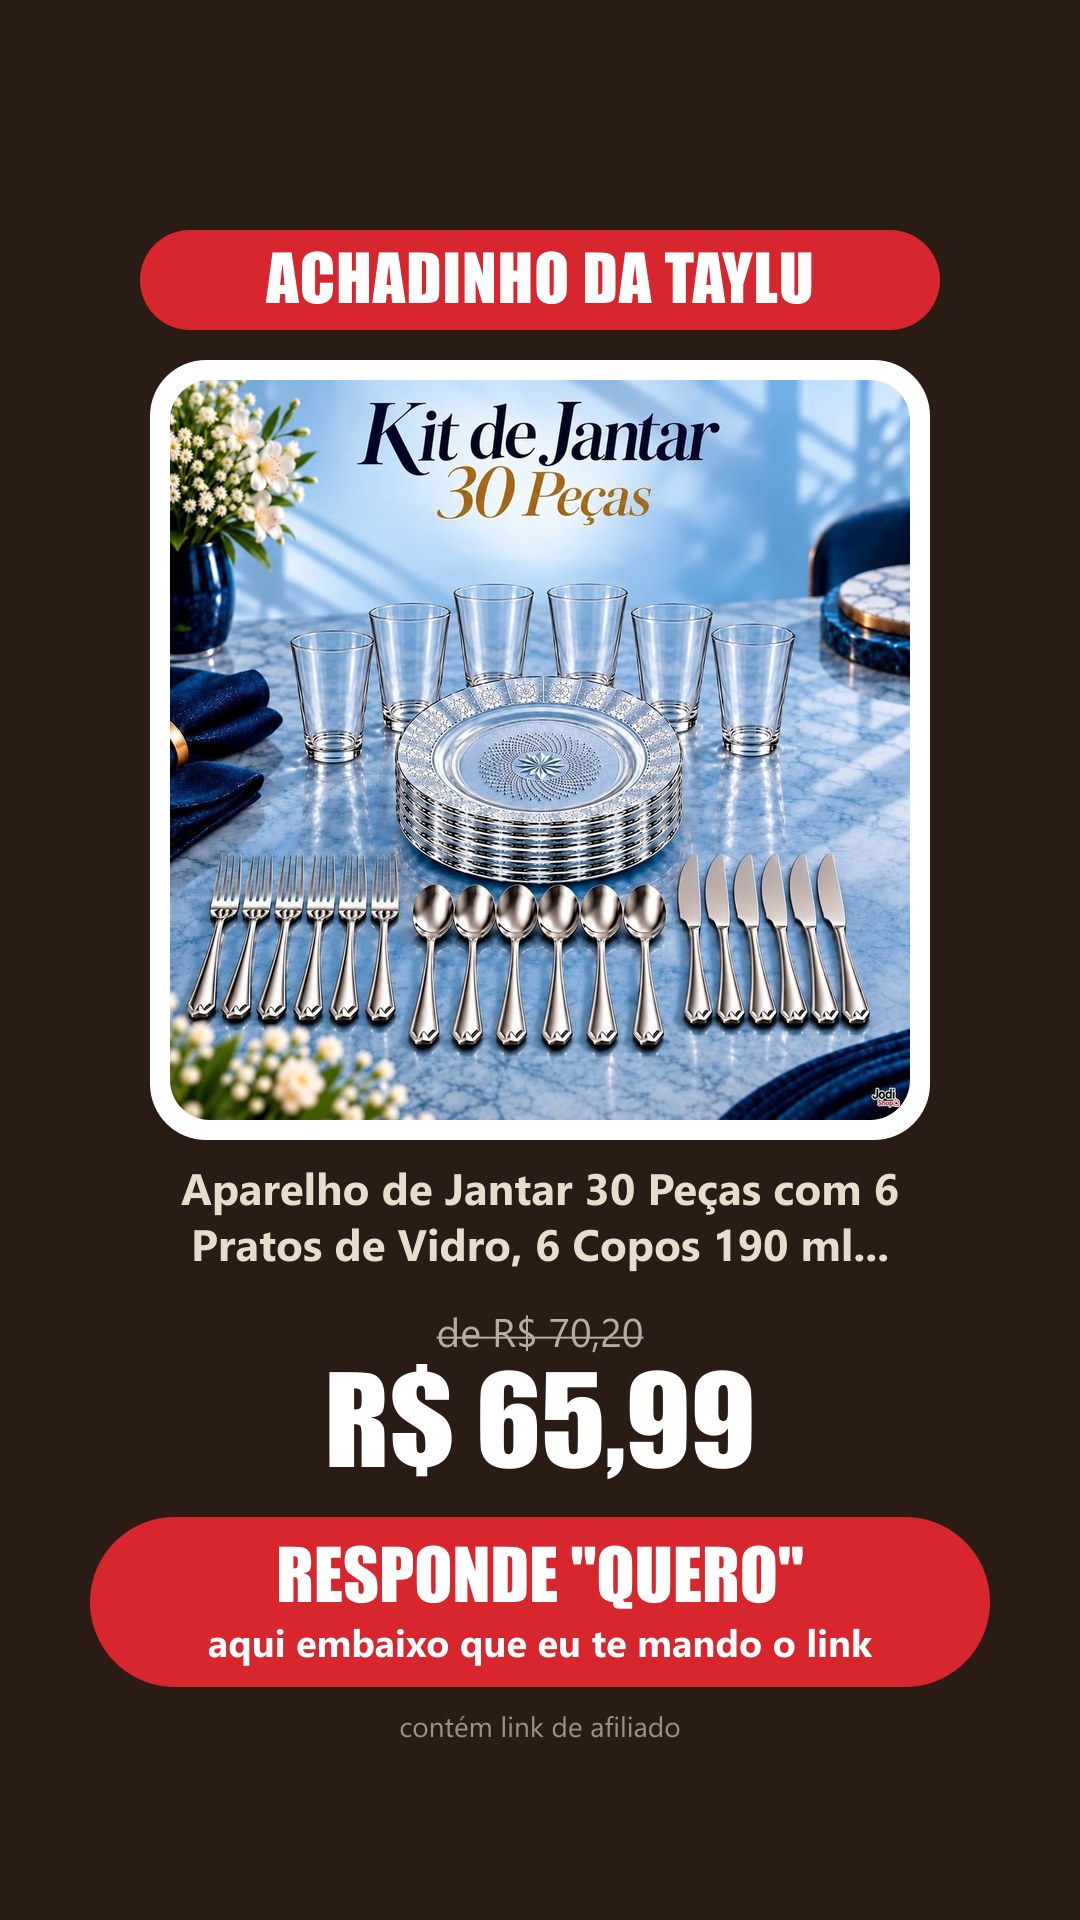 ACHADINHO DA TAYLU
Kit de Jantar
30 Peças
Jodi
Shop
Aparelho de Jantar 30 Peças com 6
Pratos de Vidro, 6 Copos 190 ml...
de R$ 70,20
R$ 65,99
RESPONDE "QUERO"
aqui embaixo que eu te mando o link
contém link de afiliado